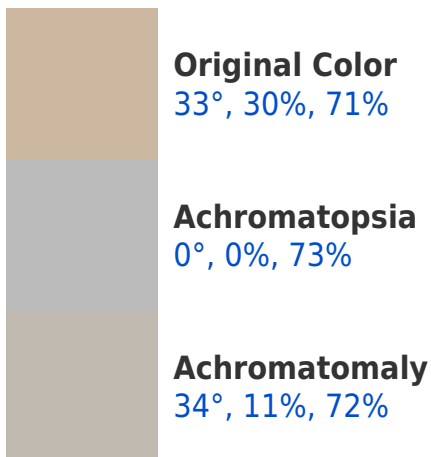 Original Color
33°, 30%, 71%
Achromatopsia
0°, 0%, 73%
Achromatomaly
34°, 11%, 72%